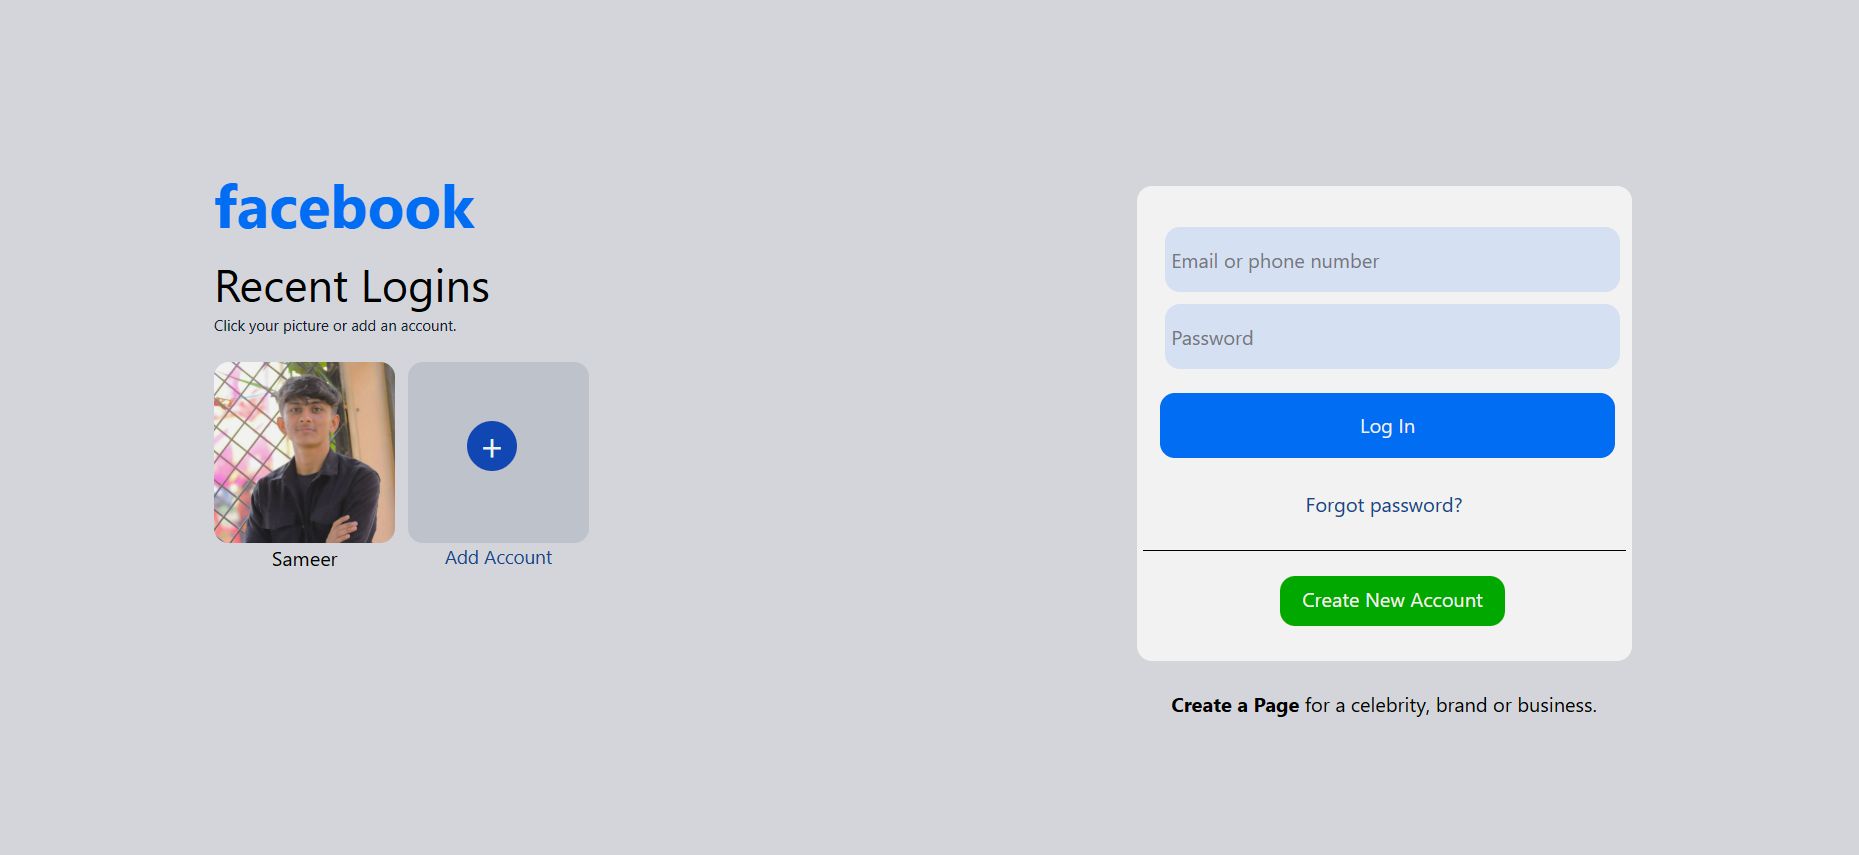 facebook
Recent Logins
Click your picture or add an account.
+
Sameer
Add Account
Email or phone number
Password
Log In
Forgot password?
Create New Account
Create a Page for a celebrity, brand or business.